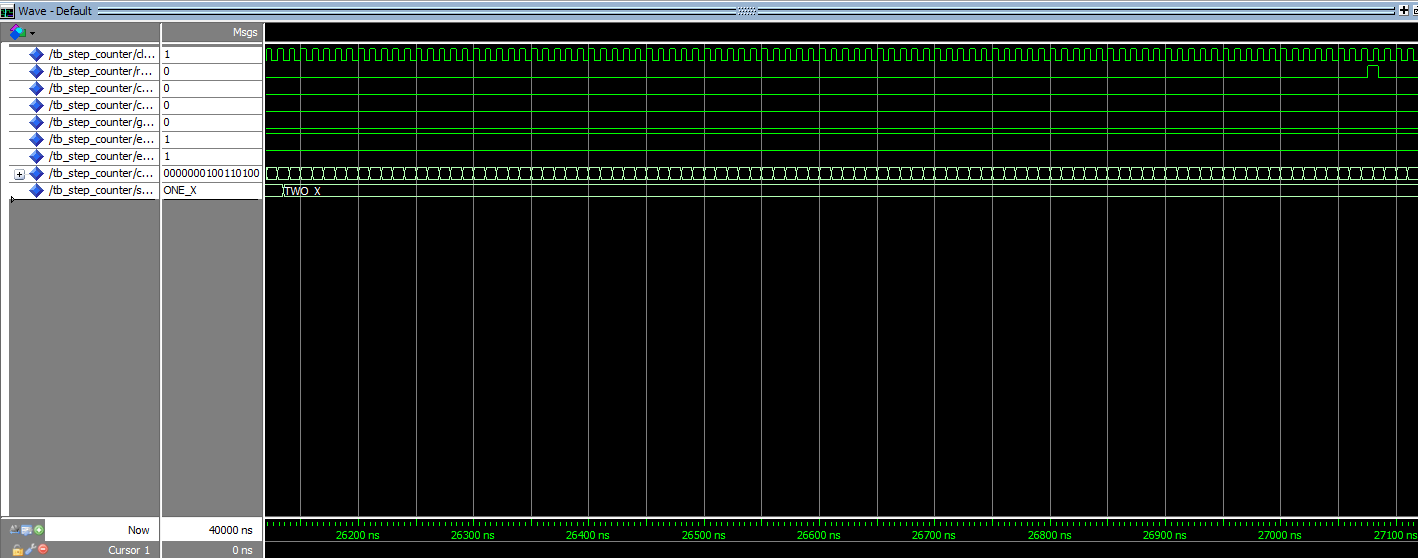 Wave - Default
Msgs
/tb_step_counter/cl... 1
/tb_step_counter/r... 0
/tb_step_counter/c... 0
/tb_step_counter/c... 0
/tb_step_counter/g... 0
/tb_step_counter/e... 1
/tb_step_counter/e... 1
/tb_step_counter/c... 0000000100110100
/tb_step_counter/s... ONE_X TWO_X
Now 40000 ns 26200 ns 26300 ns 26400 ns 26500 ns 26600 ns 26700 ns 26800 ns 26900 ns 27000 ns 27100 ns
Cursor 1 0 ns